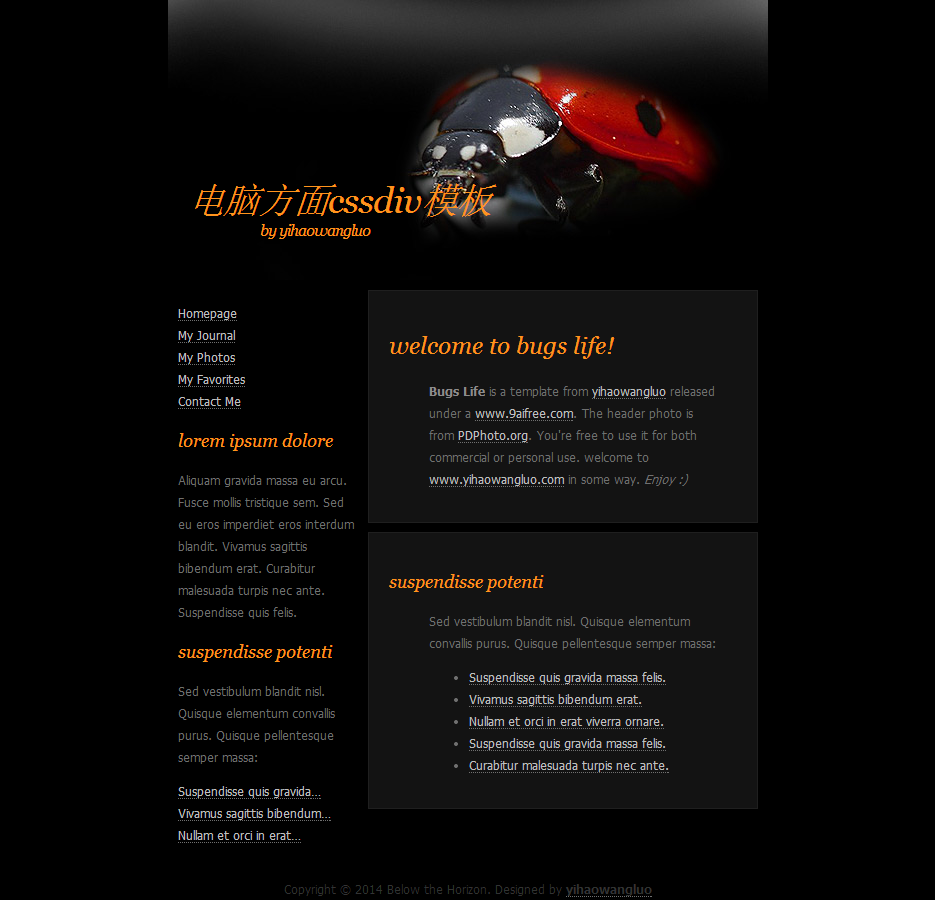 电脑方面cssdiv模板
by yihaowangluo
Homepage
My Journal
My Photos
My Favorites
Contact Me
lorem ipsum dolore
Aliquam gravida massa eu arcu.
Fusce mollis tristique sem. Sed
eu eros imperdiet eros interdum
blandit. Vivamus sagittis
bibendum erat. Curabitur
malesuada turpis nec ante.
Suspendisse quis felis.
suspendisse potenti
Sed vestibulum blandit nisl.
Quisque elementum convallis
purus. Quisque pellentesque
semper massa:
Suspendisse quis gravida...
Vivamus sagittis bibendum...
Nullam et orci in erat...
welcome to bugs life!
Bugs Life is a template from yihaowangluo released
under a www.9aifree.com. The header photo is
from PDPhoto.org. You're free to use it for both
commercial or personal use. welcome to
www.yihaowangluo.com in some way. Enjoy :)
suspendisse potenti
Sed vestibulum blandit nisl. Quisque elementum
convallis purus. Quisque pellentesque semper massa:
• Suspendisse quis gravida massa felis.
• Vivamus sagittis bibendum erat.
• Nullam et orci in erat viverra ornare.
• Suspendisse quis gravida massa felis.
• Curabitur malesuada turpis nec ante.
Copyright © 2014 Below the Horizon. Designed by yihaowangluo